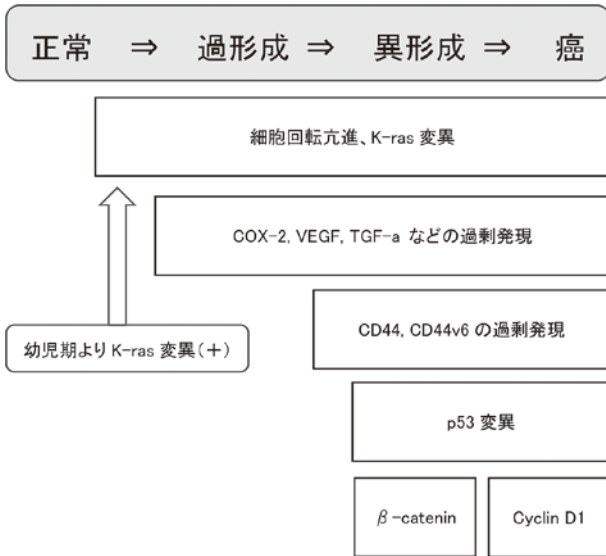 正常 ⇒ 過形成 ⇒ 異形成 ⇒ 癌
細胞回転亢進、K-ras 変異
COX-2, VEGF, TGF-a などの過剰発現
CD44, CD44v6 の過剰発現
幼児期より K-ras 変異(+)
p53 変異
β-catenin
Cyclin D1